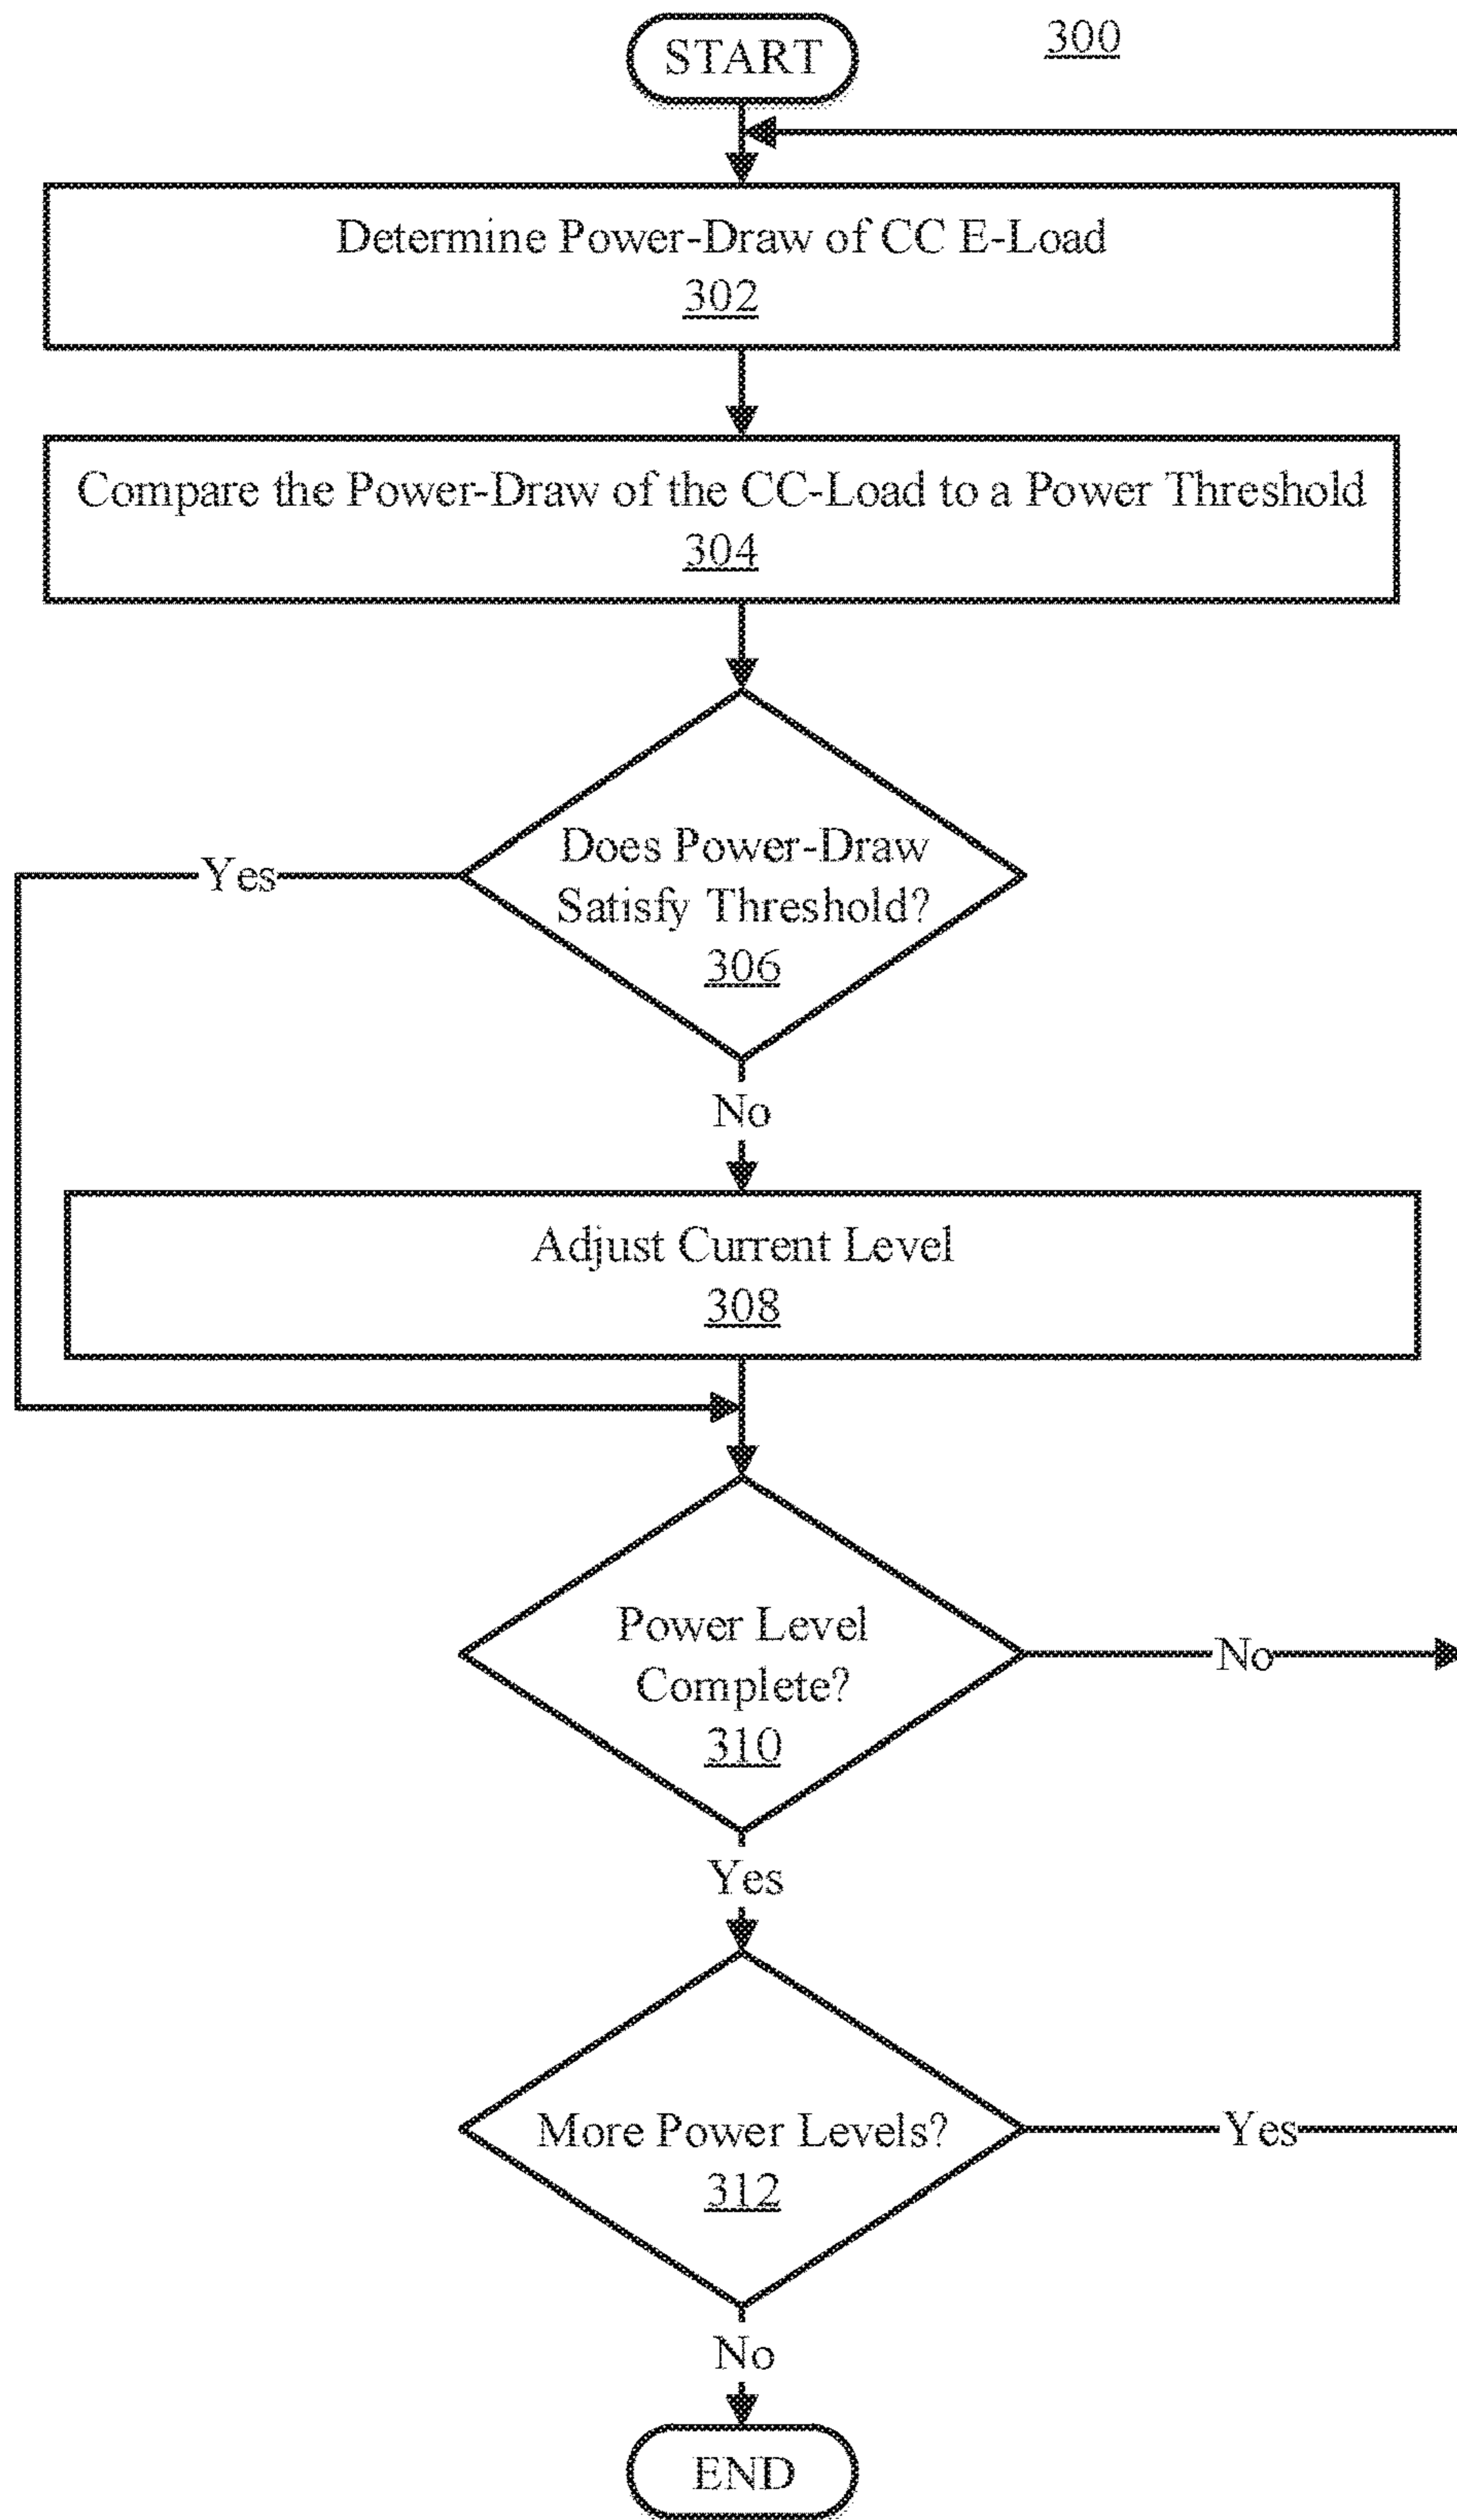 START
300
Determine Power-Draw of CC E-Load
302
Compare the Power-Draw of the CC-Load to a Power Threshold
304
Does Power-Draw
Satisfy Threshold?
306
Yes
No
Adjust Current Level
308
Power Level
Complete?
310
No
Yes
More Power Levels?
312
Yes
No
END